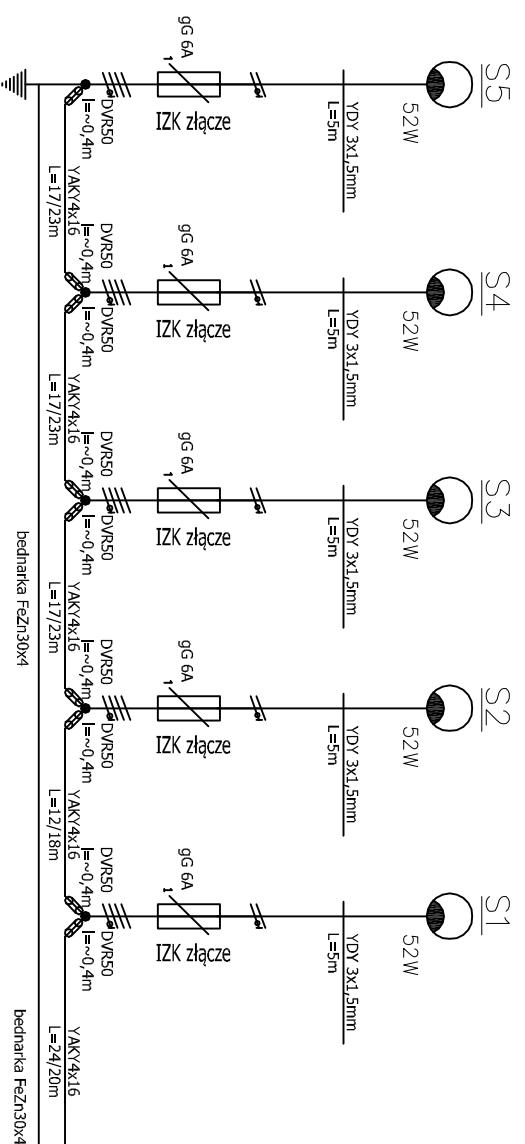 S5
52W
YDY 3x1,5mm
L=5m
gG 6A
1
IZK złącze
DVR50
l=~0,4m
YAKY4x16
L=17/23m
S4
52W
YDY 3x1,5mm
L=5m
gG 6A
1
IZK złącze
DVR50
l=~0,4m
DVR50
l=~0,4m
YAKY4x16
L=17/23m
S3
52W
YDY 3x1,5mm
L=5m
gG 6A
1
IZK złącze
DVR50
l=~0,4m
DVR50
l=~0,4m
YAKY4x16
L=17/23m
bednarka FeZn30x4
S2
52W
YDY 3x1,5mm
L=5m
gG 6A
1
IZK złącze
DVR50
l=~0,4m
DVR50
l=~0,4m
YAKY4x16
L=12/18m
S1
52W
YDY 3x1,5mm
L=5m
gG 6A
1
IZK złącze
DVR50
l=~0,4m
DVR50
l=~0,4m
YAKY4x16
L=24/20m
bednarka FeZn30x4